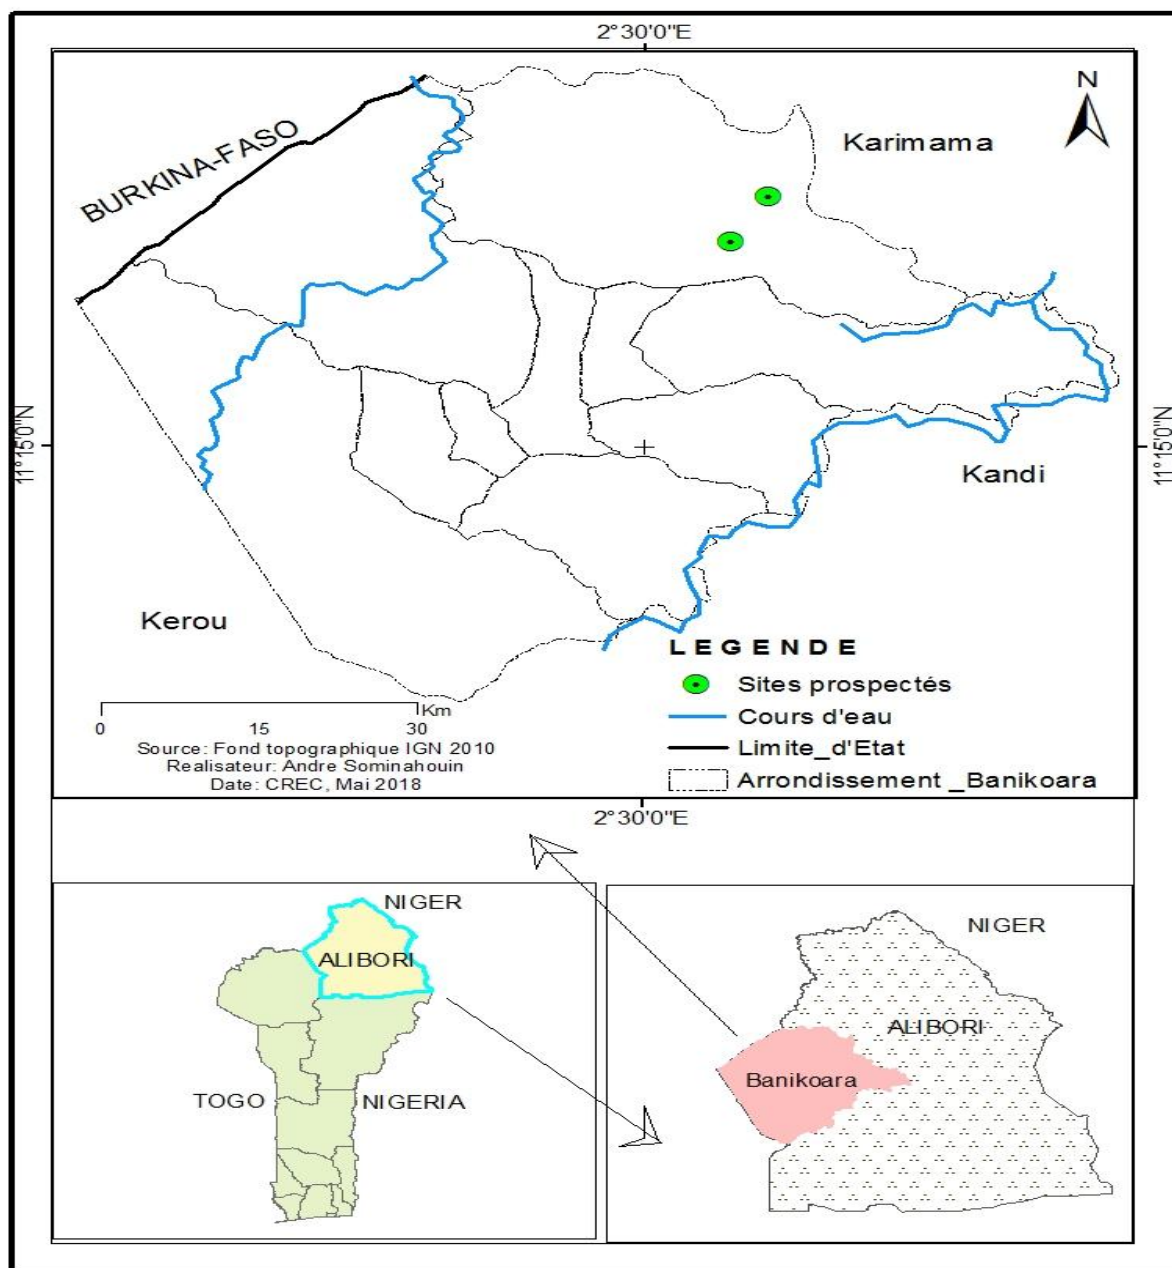 2°30'0"E
N
BURKINA-FASO
Karimama
11°15'0"N
11°15'0"N
Kandi
Kerou
LEGENDE
Sites prospectés
Cours d'eau
Limite_d'Etat
Arrondissement _Banikoara
Km
0 15 30
Source: Fond topographique IGN 2010
Realisateur: Andre Sominahouin
Date: CREC, Mai 2018
2°30'0"E
NIGER
ALIBORI
TOGO
NIGERIA
NIGER
ALIBORI
Banikoara